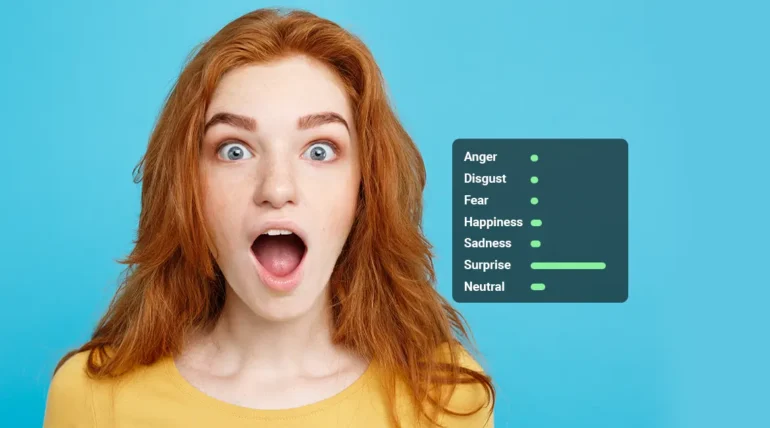 Anger
Disgust
Fear
Happiness
Sadness
Surprise
Neutral